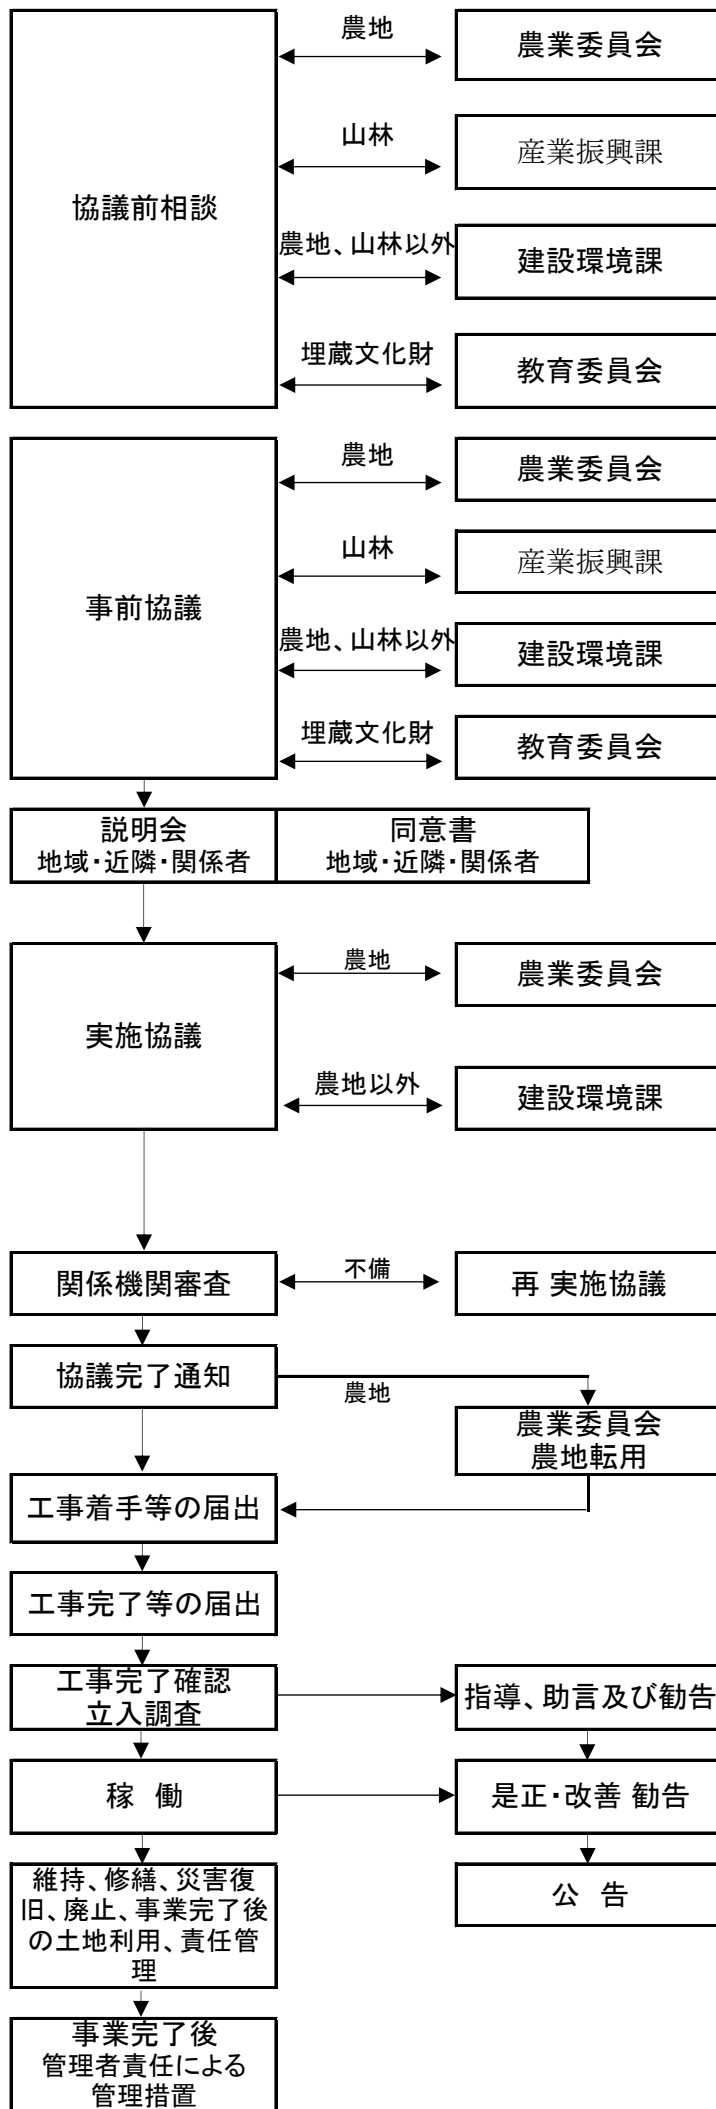 農地
農業委員会
山林
産業振興課
協議前相談
農地、山林以外
建設環境課
埋蔵文化財
教育委員会
農地
農業委員会
山林
産業振興課
事前協議
農地、山林以外
建設環境課
埋蔵文化財
教育委員会
説明会
地域・近隣・関係者
同意書
地域・近隣・関係者
農地
農業委員会
実施協議
農地以外
建設環境課
関係機関審査
不備
再 実施協議
協議完了通知
農地
農業委員会
農地転用
工事着手等の届出
工事完了等の届出
工事完了確認
立入調査
指導、助言及び勧告
稼 働
是正・改善 勧告
維持、修繕、災害復
旧、廃止、事業完了後
の土地利用、責任管
理
公 告
事業完了後
管理者責任による
管理措置